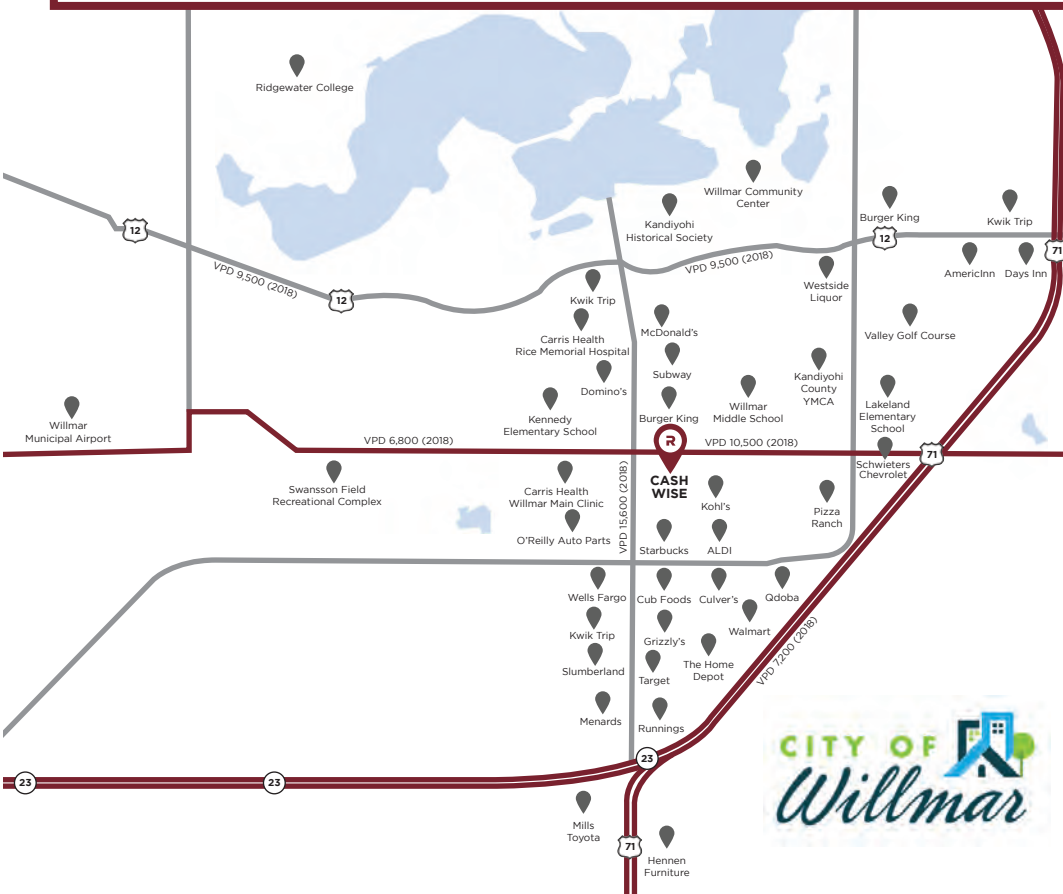 Ridgewater College
Willmar Community
Center
Kandiyohi
Historical Society
Burger King
Kwik Trip
12
12
71
VPD 9,500 (2018)
VPD 9,500 (2018)
AmericInn
Days Inn
Westside
Liquor
12
Kwik Trip
Carris Health
Rice Memorial Hospital
McDonald's
Valley Golf Course
Subway
Domino's
Kandiyohi
County
YMCA
Willmar
Middle School
Lakeland
Elementary
School
Kennedy
Elementary School
Burger King
Willmar
Municipal Airport
VPD 6,800 (2018)
R
VPD 10,500 (2018)
71
CASH
WISE
Schwieters
Chevrolet
Swansson Field
Recreational Complex
Carris Health
Willmar Main Clinic
VPD 15,600 (2018)
Kohl's
Pizza
Ranch
O'Reilly Auto Parts
Starbucks
ALDI
Wells Fargo
Cub Foods
Culver's
Qdoba
Kwik Trip
Grizzly's
Walmart
VPD 7,200 (2018)
Slumberland
Target
The Home
Depot
Menards
Runnings
23
23
23
CITY OF
Willmar
Mills
Toyota
71
Hennen
Furniture